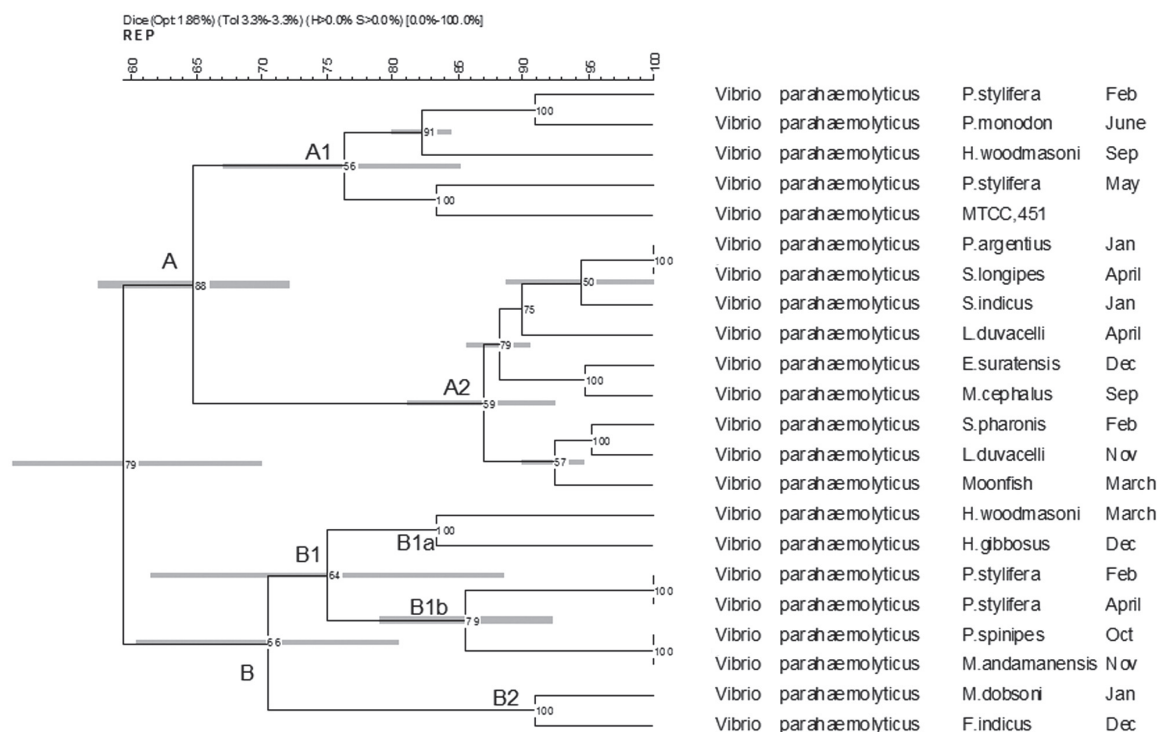 Dice (Opt:1.86%) (Tol 3.3%-3.3%) (H>0.0% S>0.0%) [0.0%-100.0%]
REP
60 65 70 75 80 85 90 95 100
Vibrio parahaemolyticus P.stylifera Feb
100
Vibrio parahaemolyticus P.monodon June
91
Vibrio parahaemolyticus H.woodmasoni Sep
A1 56
Vibrio parahaemolyticus P.stylifera May
100
Vibrio parahaemolyticus MTCC,451
Vibrio parahaemolyticus P.argentius Jan
A 100
Vibrio parahaemolyticus S.longipes April
88 50
Vibrio parahaemolyticus S.indicus Jan
75
Vibrio parahaemolyticus L.duvacelli April
79
Vibrio parahaemolyticus E.suratensis Dec
100
Vibrio parahaemolyticus M.cephalus Sep
A2 59
Vibrio parahaemolyticus S.pharonis Feb
100
Vibrio parahaemolyticus L.duvacelli Nov
79 57
Vibrio parahaemolyticus Moonfish March
Vibrio parahaemolyticus H.woodmasoni March
100
B1a
Vibrio parahaemolyticus H.gibbosus Dec
B1 64
Vibrio parahaemolyticus P.stylifera Feb
100
Vibrio parahaemolyticus P.stylifera April
B1b 79
Vibrio parahaemolyticus P.spinipes Oct
66 100
Vibrio parahaemolyticus M.andamanensis Nov
B
Vibrio parahaemolyticus M.dobsoni Jan
B2 100
Vibrio parahaemolyticus F.indicus Dec